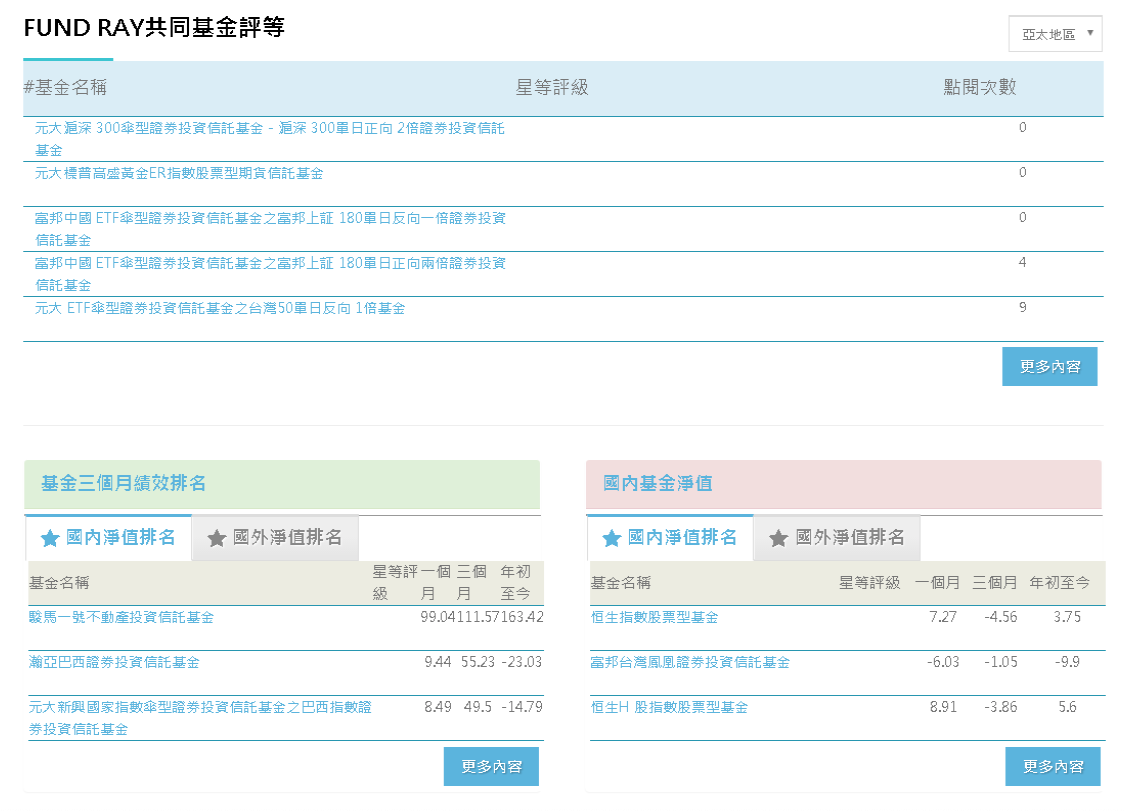 FUND RAY共同基金評等
亞太地區
#基金名稱 星等評級 點閱次數
元大滬深 300傘型證券投資信託基金 - 滬深 300單日正向 2倍證券投資信託 0
基金
元大標普高盛黃金ER指數股票型期貨信託基金 0
富邦中國 ETF傘型證券投資信託基金之富邦上証 180單日反向一倍證券投資 0
信託基金
富邦中國 ETF傘型證券投資信託基金之富邦上証 180單日正向兩倍證券投資 4
信託基金
元大 ETF傘型證券投資信託基金之台灣50單日反向 1倍基金 9
更多內容
基金三個月績效排名
國內淨值排名 國外淨值排名
基金名稱 星等評 一個 三個 年初
級 月 月 至今
駿馬一號不動產投資信託基金 99.04 111.57 163.42
瀚亞巴西證券投資信託基金 9.44 55.23 -23.03
元大新興國家指數傘型證券投資信託基金之巴西指數證 8.49 49.5 -14.79
券投資信託基金
更多內容
國內基金淨值
國內淨值排名 國外淨值排名
基金名稱 星等評級 一個月 三個月 年初至今
恒生指數股票型基金 7.27 -4.56 3.75
富邦台灣鳳凰證券投資信託基金 -6.03 -1.05 -9.9
恒生H 股指數股票型基金 8.91 -3.86 5.6
更多內容